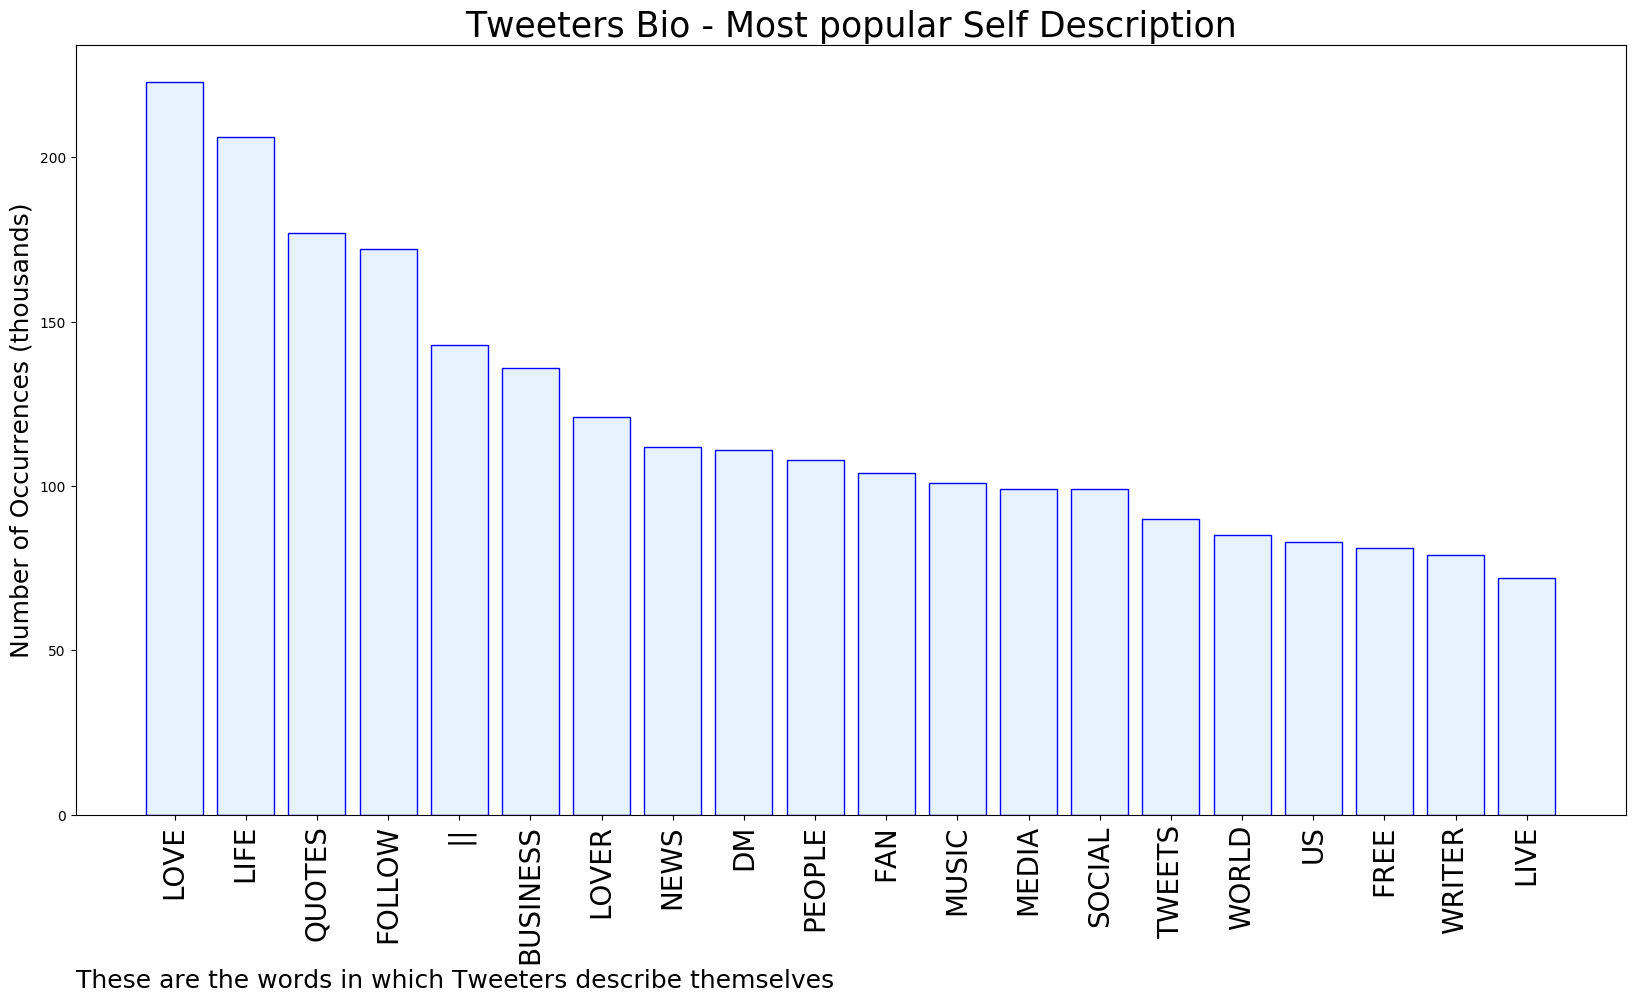 Tweeters Bio - Most popular Self Description
Number of Occurrences (thousands)
200
150
100
50
0
LOVE
LIFE
QUOTES
FOLLOW
||
BUSINESS
LOVER
NEWS
DM
PEOPLE
FAN
MUSIC
MEDIA
SOCIAL
TWEETS
WORLD
US
FREE
WRITER
LIVE
These are the words in which Tweeters describe themselves